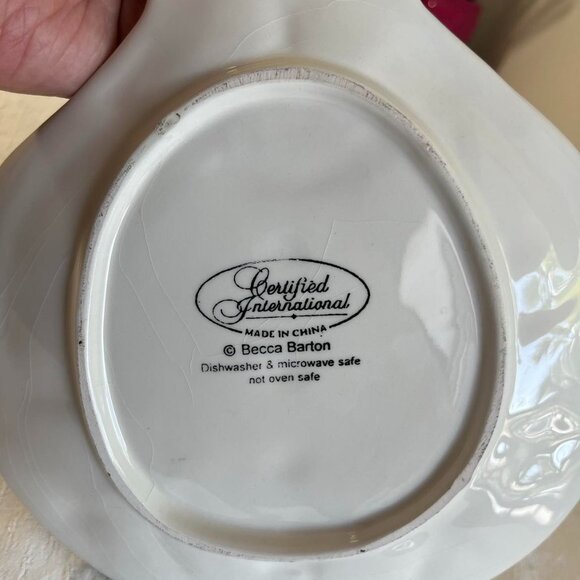 Certified
International
MADE IN CHINA
© Becca Barton
Dishwasher & microwave safe
not oven safe